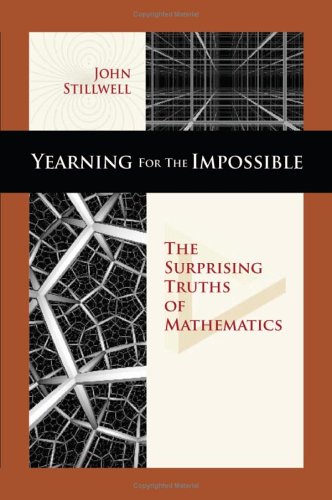 John
Stillwell
Yearning For The Impossible
The
Surprising
Truths
of
Mathematics